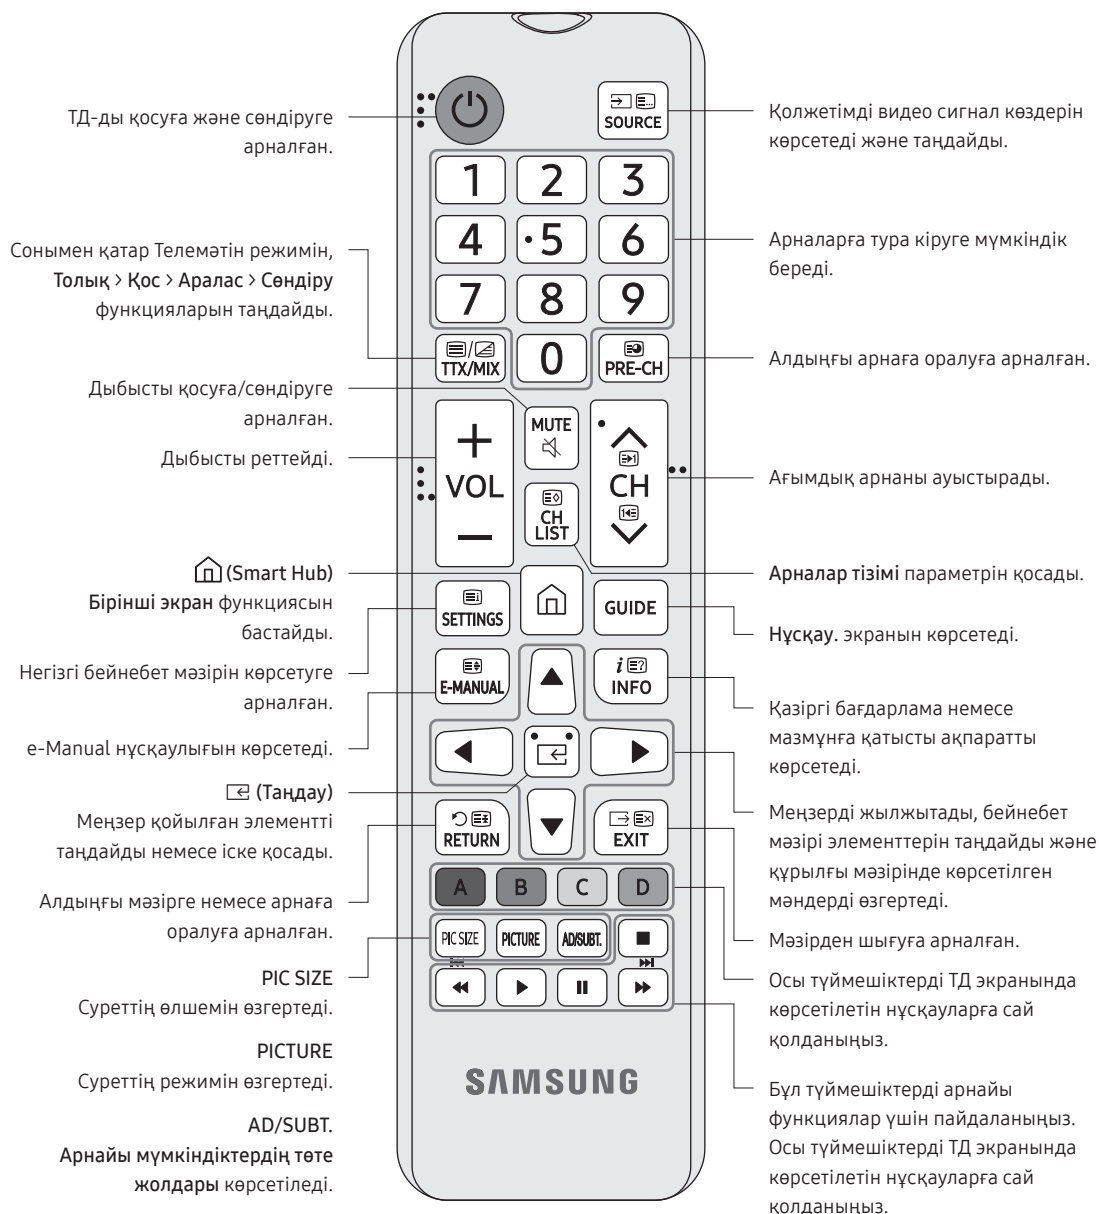 ТД-ды қосуға және сөндіруге
арналған.
Сонымен қатар Телемәтін режимін,
Толық > Қос > Аралас > Сөндіру
функцияларын таңдайды.
Дыбысты қосуға/сөндіруге
арналған.
Дыбысты реттейді.
(Smart Hub)
Бірінші экран функциясын
бастайды.
Негізгі бейнебет мәзірін көрсетуге
арналған.
e-Manual нұсқаулығын көрсетеді.
(Таңдау)
Меңзер қойылған элементті
таңдайды немесе іске қосады.
Алдыңғы мәзірге немесе арнаға
оралуға арналған.
PIC SIZE
Суреттің өлшемін өзгертеді.
PICTURE
Суреттің режимін өзгертеді.
AD/SUBT.
Арнайы мүмкіндіктердің төте
жолдары көрсетіледі.
SOURCE
1 2 3
4 5 6
7 8 9
TTX/MIX 0 PRE-CH
+
VOL
—
MUTE
CH
LIST
CH
SETTINGS
GUIDE
E-MANUAL
i
INFO
RETURN
EXIT
A B C D
PIC SIZE PICTURE AD/SUBT.
SAMSUNG
Қолжетімді видео сигнал көздерін
көрсетеді және таңдайды.
Арналарға тура кіруге мүмкіндік
береді.
Алдыңғы арнаға оралуға арналған.
Ағымдық арнаны ауыстырады.
Арналар тізімі параметрін қосады.
Нұсқау. экранын көрсетеді.
Қазіргі бағдарлама немесе
мазмұнға қатысты ақпаратты
көрсетеді.
Меңзерді жылжытады, бейнебет
мәзірі элементтерін таңдайды және
құрылғы мәзірінде көрсетілген
мәндерді өзгертеді.
Мәзірден шығуға арналған.
Осы түймешіктерді ТД экранында
көрсетілетін нұсқауларға сай
қолданыңыз.
Бұл түймешіктерді арнайы
функциялар үшін пайдаланыңыз.
Осы түймешіктерді ТД экранында
көрсетілетін нұсқауларға сай
қолданыңыз.